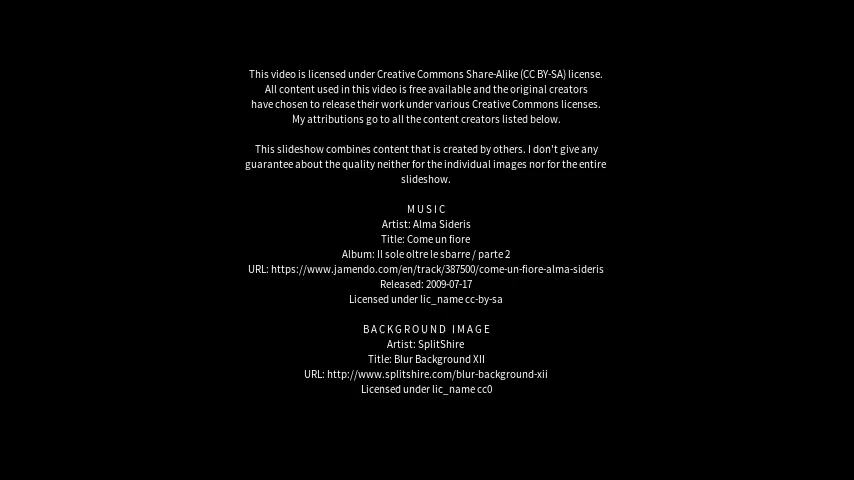 This video is licensed under Creative Commons Share-Alike (CC BY-SA) license.
All content used in this video is free available and the original creators
have chosen to release their work under various Creative Commons licenses.
My attributions go to all the content creators listed below.
This slideshow combines content that is created by others. I don't give any
guarantee about the quality neither for the individual images nor for the entire
slideshow.
MUSIC
Artist: Alma Sideris
Title: Come un fiore
Album: Il sole oltre le sbarre / parte 2
URL: https://www.jamendo.com/en/track/387500/come-un-fiore-alma-sideris
Released: 2009-07-17
Licensed under lic_name cc-by-sa
BACKGROUND IMAGE
Artist: SplitShire
Title: Blur Background XII
URL: http://www.splitshire.com/blur-background-xii
Licensed under lic_name cc0